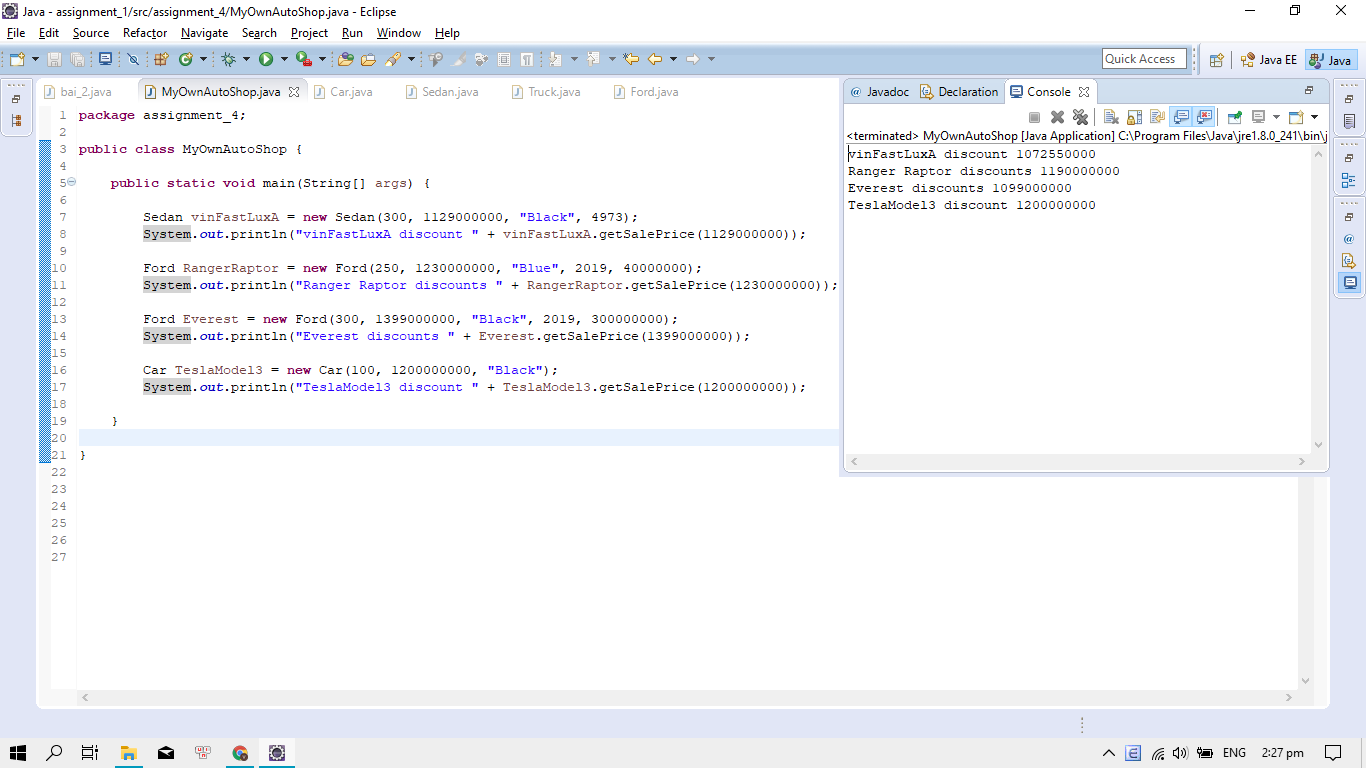 Java - assignment_1/src/assignment_4/MyOwnAutoShop.java - Eclipse
File Edit Source Refactor Navigate Search Project Run Window Help
Quick Access Java EE Java
bai_2.java MyOwnAutoShop.java Car.java Sedan.java Truck.java Ford.java
1 package assignment_4;
2
3 public class MyOwnAutoShop {
4
5 public static void main(String[] args) {
6
7 Sedan vinFastLuxA = new Sedan(300, 1129000000, "Black", 4973);
8 System.out.println("vinFastLuxA discount " + vinFastLuxA.getSalePrice(1129000000));
9
10 Ford RangerRaptor = new Ford(250, 1230000000, "Blue", 2019, 40000000);
11 System.out.println("Ranger Raptor discounts " + RangerRaptor.getSalePrice(1230000000));
12
13 Ford Everest = new Ford(300, 1399000000, "Black", 2019, 300000000);
14 System.out.println("Everest discounts " + Everest.getSalePrice(1399000000));
15
16 Car TeslaModel3 = new Car(100, 1200000000, "Black");
17 System.out.println("TeslaModel3 discount " + TeslaModel3.getSalePrice(1200000000));
18
19 }
20
21 }
22
23
24
25
26
27
Javadoc Declaration Console
<terminated> MyOwnAutoShop [Java Application] C:\Program Files\Java\jre1.8.0_241\bin\j
vinFastLuxA discount 1072550000
Ranger Raptor discounts 1190000000
Everest discounts 1099000000
TeslaModel3 discount 1200000000
ENG 2:27 pm